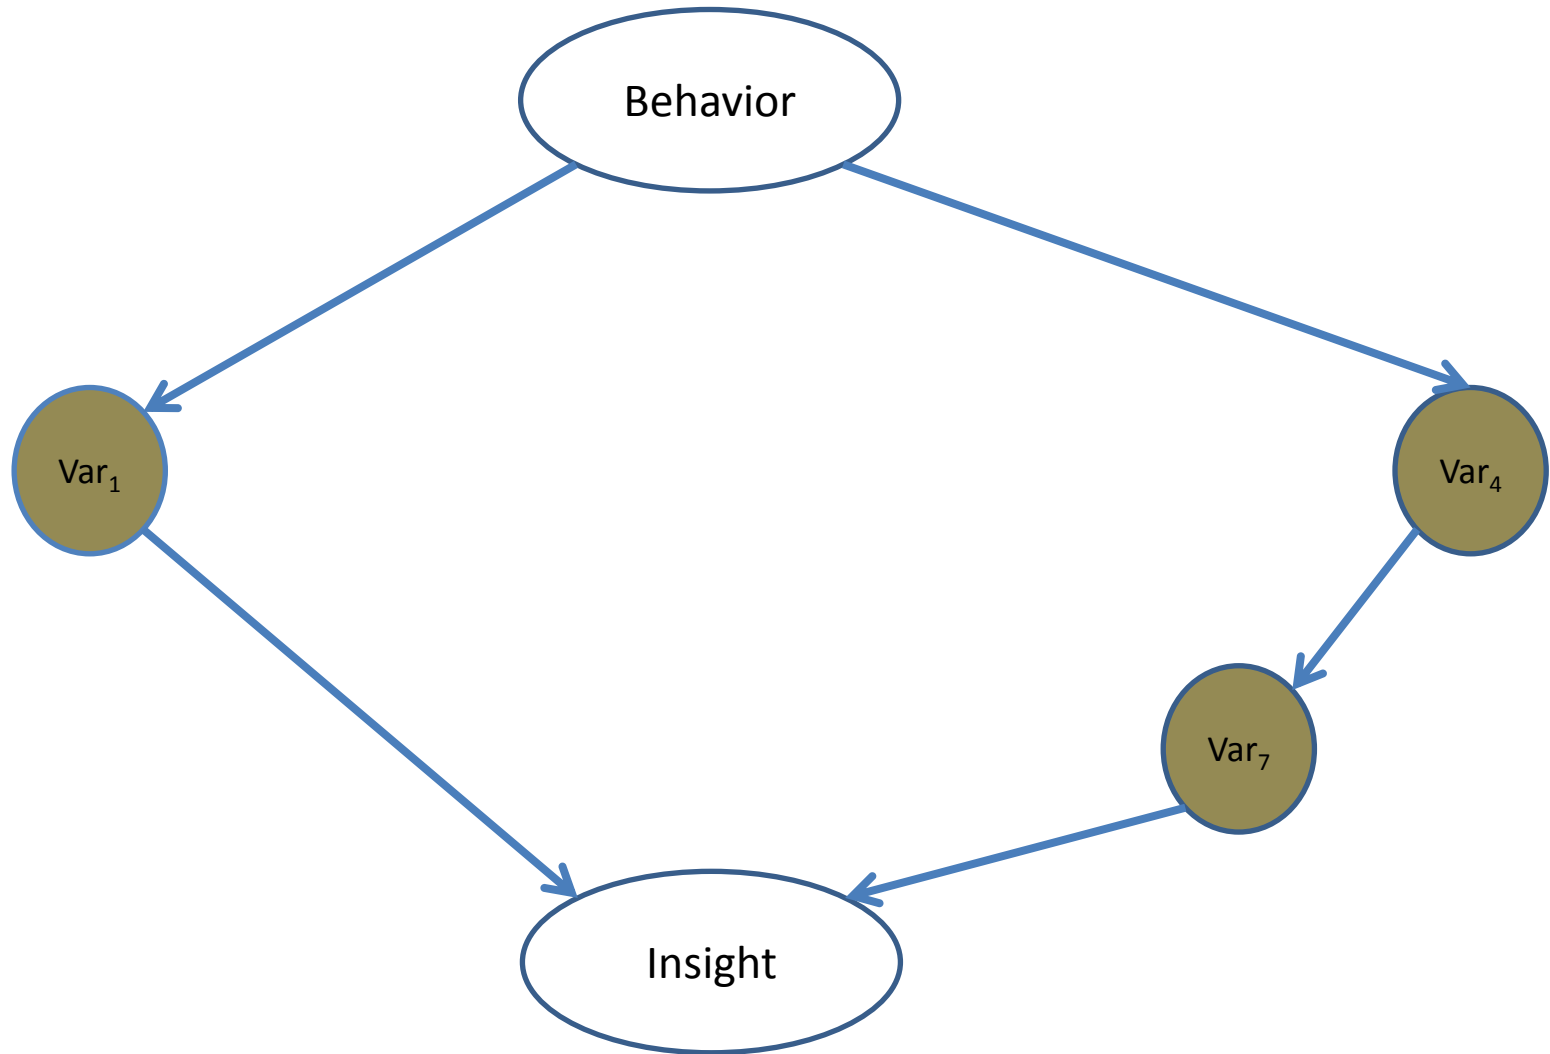 Behavior
Var₁
Var₄
Var₇
Insight